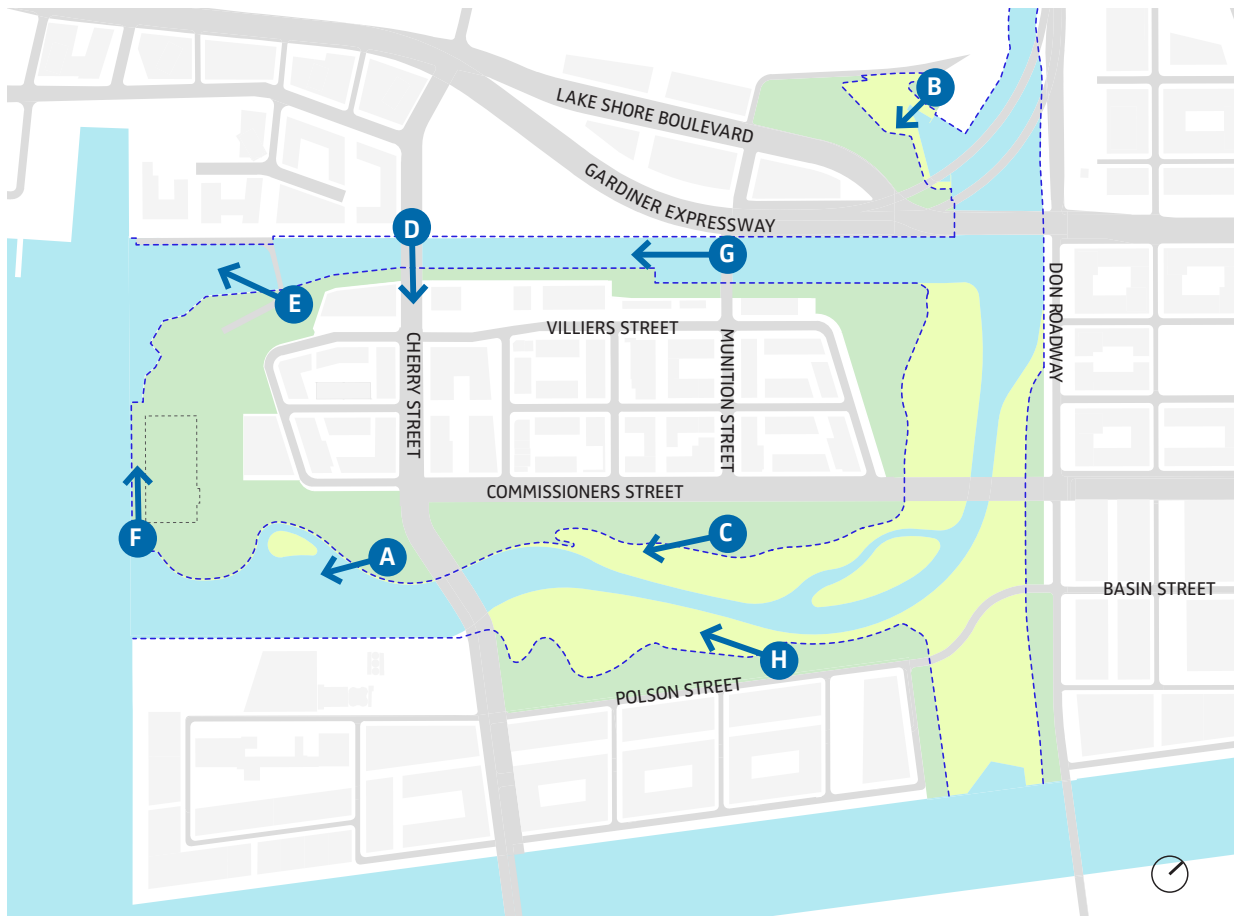 B
LAKE SHORE BOULEVARD
GARDINER EXPRESSWAY
D
G
E
DON ROADWAY
VILLIERS STREET
CHERRY STREET
MUNITION STREET
COMMISSIONERS STREET
F
C
A
BASIN STREET
H
POLSON STREET